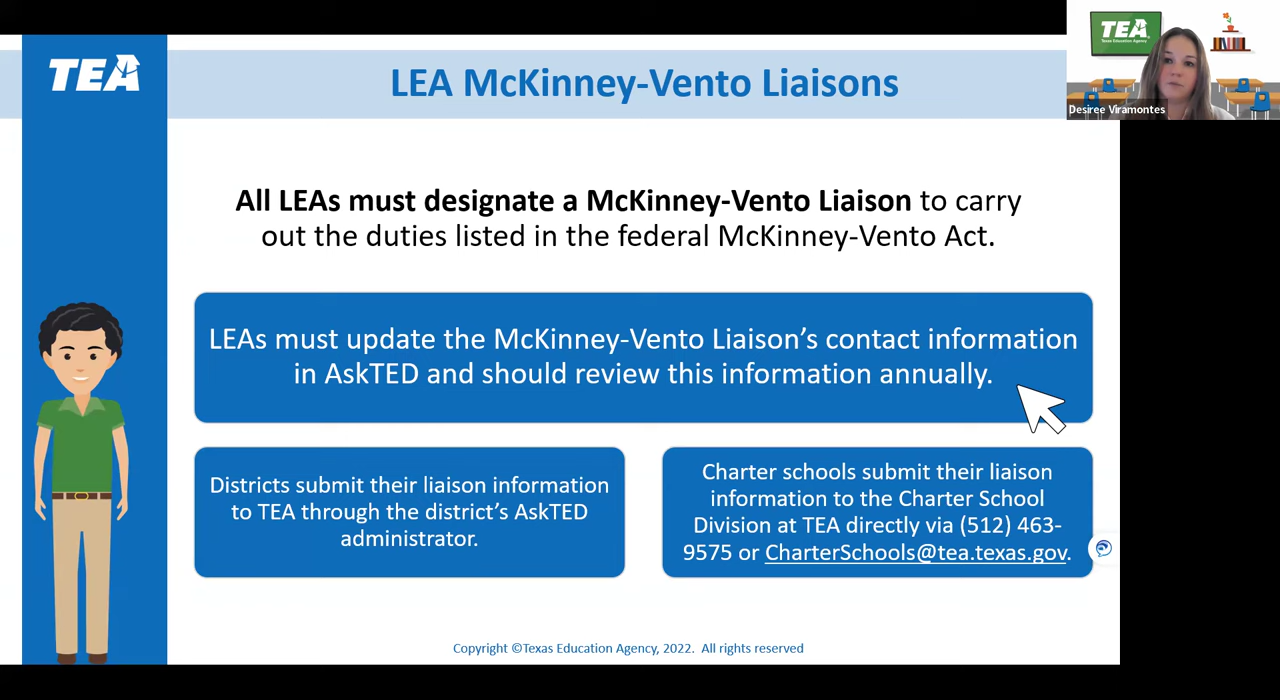 TEA
LEA McKinney-Vento Liaisons
TEA
Texas Education Agency
Desiree Viramontes
All LEAs must designate a McKinney-Vento Liaison to carry
out the duties listed in the federal McKinney-Vento Act.
LEAs must update the McKinney-Vento Liaison’s contact information
in AskTED and should review this information annually.
Districts submit their liaison information
to TEA through the district’s AskTED
administrator.
Charter schools submit their liaison
information to the Charter School
Division at TEA directly via (512) 463-
9575 or CharterSchools@tea.texas.gov.
Copyright ©Texas Education Agency, 2022. All rights reserved